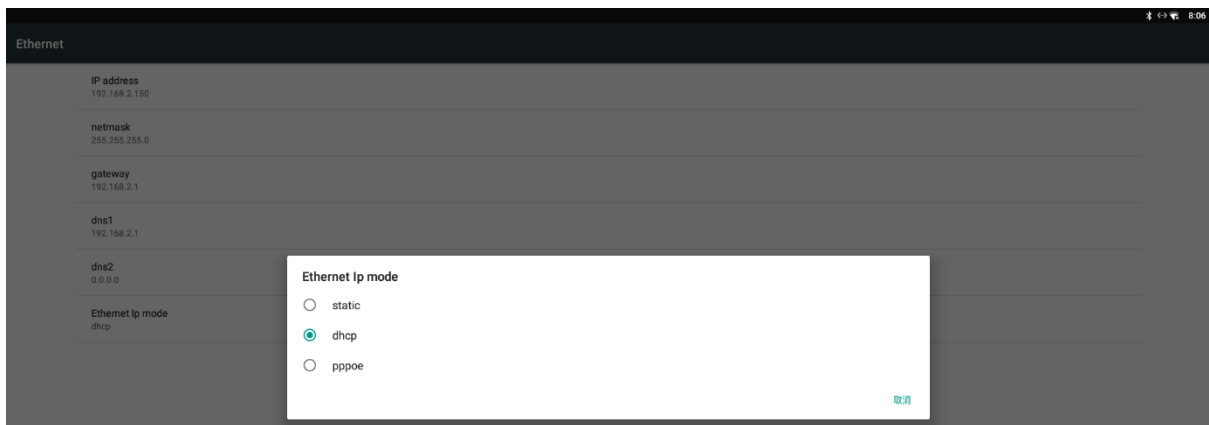 8:06
Ethernet
IP address
192.168.2.150
netmask
255.255.255.0
gateway
192.168.2.1
dns1
192.168.2.1
dns2
0.0.0.0
Ethernet Ip mode
dhcp
Ethernet Ip mode
static
dhcp
pppoe
取消